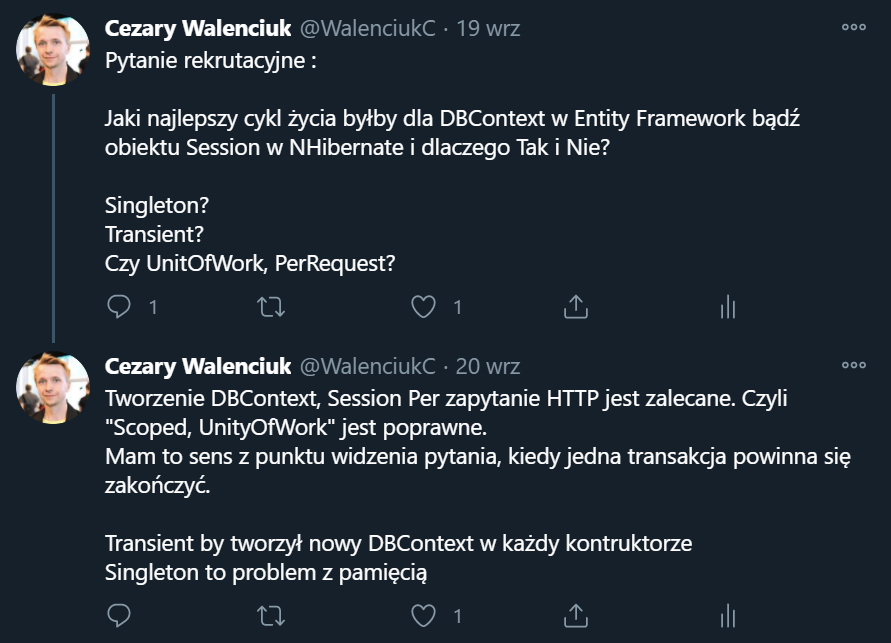 Cezary Walenciuk @WalenciukC · 19 wrz
Pytanie rekrutacyjne :
Jaki najlepszy cykl życia byłby dla DBContext w Entity Framework bądź
obiektu Session w NHibernate i dlaczego Tak i Nie?
Singleton?
Transient?
Czy UnitOfWork, PerRequest?
1 1
Cezary Walenciuk @WalenciukC · 20 wrz
Tworzenie DBContext, Session Per zapytanie HTTP jest zalecane. Czyli
"Scoped, UnityOfWork" jest poprawne.
Mam to sens z punktu widzenia pytania, kiedy jedna transakcja powinna się
zakończyć.
Transient by tworzył nowy DBContext w każdy kontruktorze
Singleton to problem z pamięcią
1